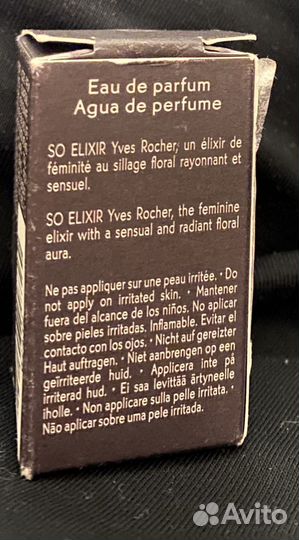 Eau de parfum
Agua de perfume
SO ELIXIR Yves Rocher, un élixir de
féminité au sillage floral rayonnant et
sensuel.
SO ELIXIR Yves Rocher, the feminine
elixir with a sensual and radiant floral
aura.
Ne pas appliquer sur une peau irritée. • Do
not apply on irritated skin. • Mantener
fuera del alcance de los niños. No aplicar
sobre pieles irritadas. Inflamable. Evitar el
contacto con los ojos. • Nicht auf gereizter
Haut auftragen. • Niet aanbrengen op een
geïrriteerde huid. • Applicera inte på
irriterad hud. • Ei saa levittää ärtyneelle
iholle. • Non applicare sulla pelle irritata. •
Não aplicar sobre uma pele irritada.
Avito